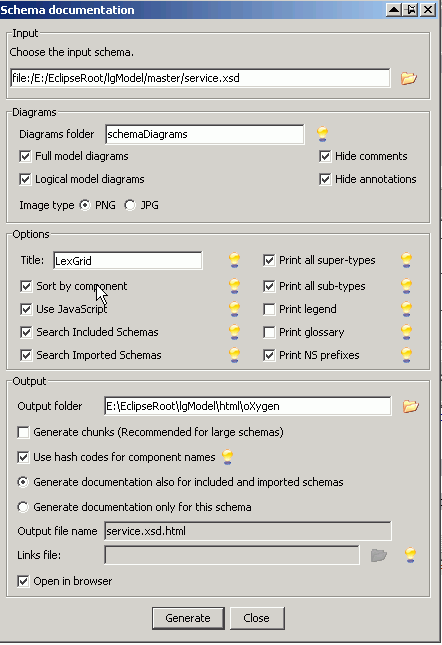 Schema documentation
Input
Choose the input schema.
file:/E:/EclipseRoot/lgModel/master/service.xsd
Diagrams
Diagrams folder schemaDiagrams
Full model diagrams Hide comments
Logical model diagrams Hide annotations
Image type PNG JPG
Options
Title: LexGrid Print all super-types
Sort by component Print all sub-types
Use JavaScript Print legend
Search Included Schemas Print glossary
Search Imported Schemas Print NS prefixes
Output
Output folder E:\EclipseRoot\lgModel\html\oXygen
Generate chunks (Recommended for large schemas)
Use hash codes for component names
Generate documentation also for included and imported schemas
Generate documentation only for this schema
Output file name service.xsd.html
Links file:
Open in browser
Generate Close